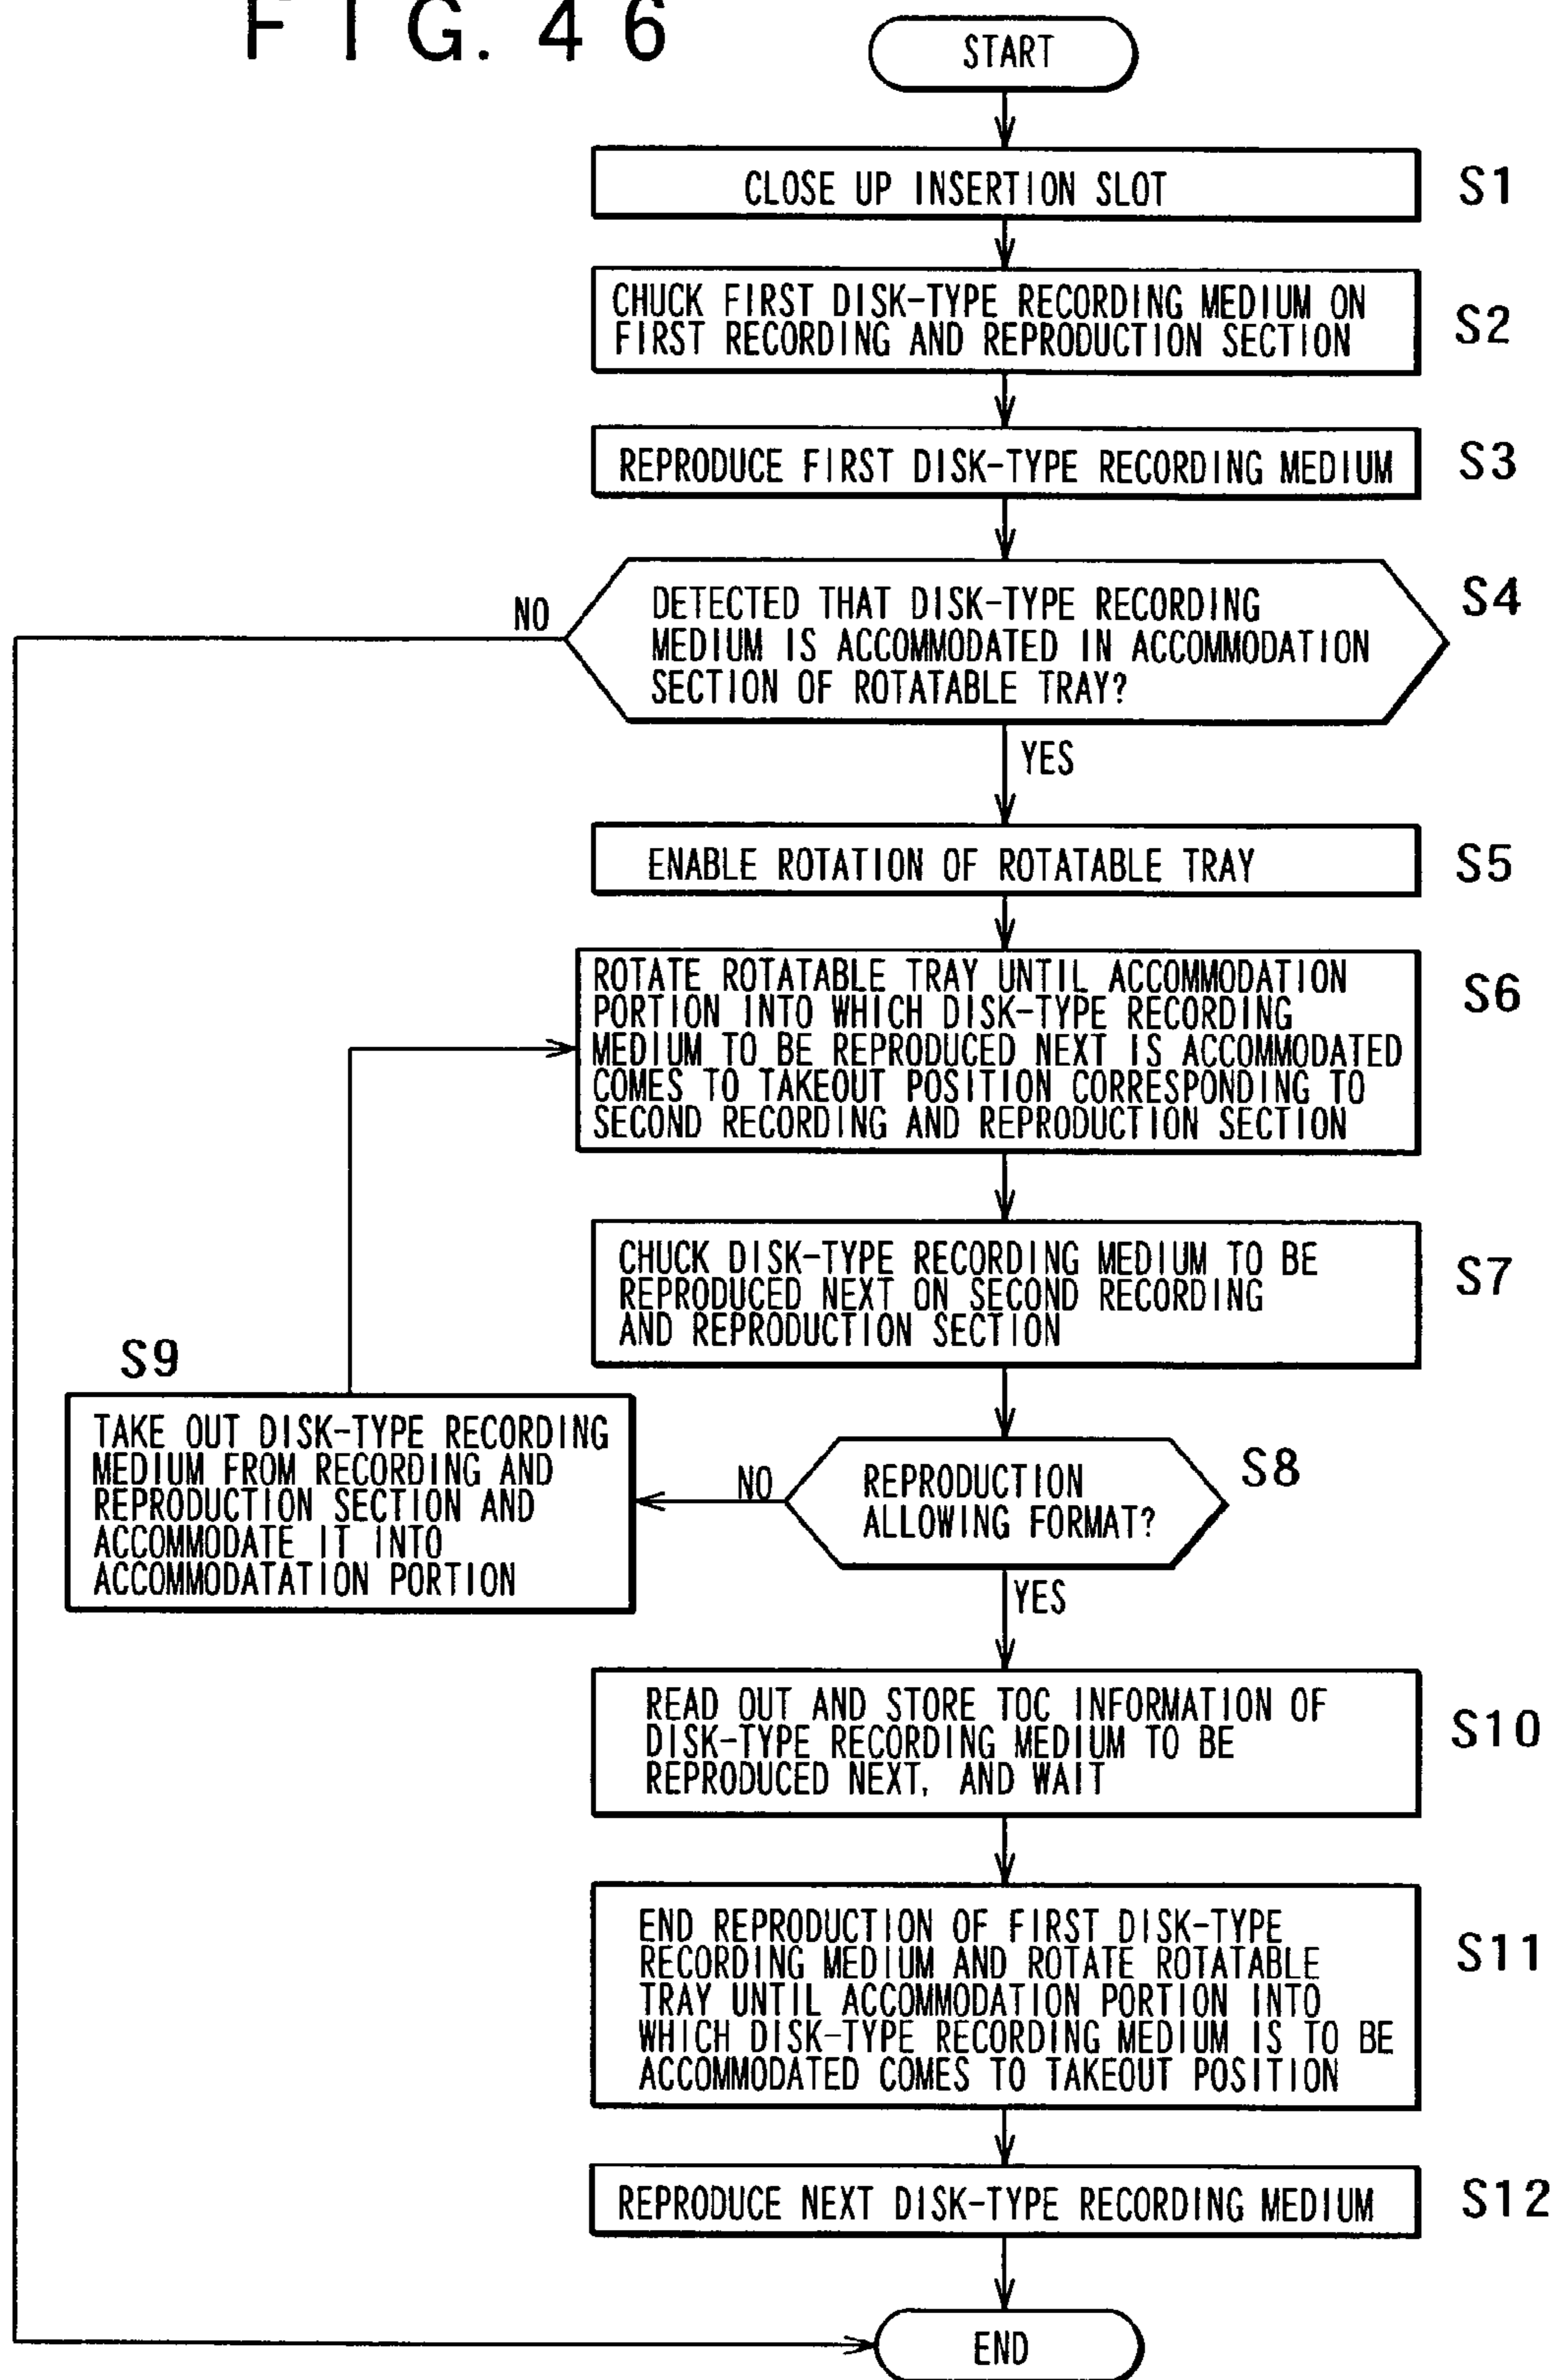 FIG. 46
START
CLOSE UP INSERTION SLOT
S1
CHUCK FIRST DISK-TYPE RECORDING MEDIUM ON
FIRST RECORDING AND REPRODUCTION SECTION
S2
REPRODUCE FIRST DISK-TYPE RECORDING MEDIUM
S3
DETECTED THAT DISK-TYPE RECORDING
MEDIUM IS ACCOMMODATED IN ACCOMMODATION
SECTION OF ROTATABLE TRAY?
S4
NO
YES
ENABLE ROTATION OF ROTATABLE TRAY
S5
ROTATE ROTATABLE TRAY UNTIL ACCOMMODATION
PORTION INTO WHICH DISK-TYPE RECORDING
MEDIUM TO BE REPRODUCED NEXT IS ACCOMMODATED
COMES TO TAKEOUT POSITION CORRESPONDING TO
SECOND RECORDING AND REPRODUCTION SECTION
S6
CHUCK DISK-TYPE RECORDING MEDIUM TO BE
REPRODUCED NEXT ON SECOND RECORDING
AND REPRODUCTION SECTION
S7
REPRODUCTION
ALLOWING FORMAT?
S8
NO
S9
TAKE OUT DISK-TYPE RECORDING
MEDIUM FROM RECORDING AND
REPRODUCTION SECTION AND
ACCOMMODATE IT INTO
ACCOMMODATATION PORTION
YES
READ OUT AND STORE TOC INFORMATION OF
DISK-TYPE RECORDING MEDIUM TO BE
REPRODUCED NEXT, AND WAIT
S10
END REPRODUCTION OF FIRST DISK-TYPE
RECORDING MEDIUM AND ROTATE ROTATABLE
TRAY UNTIL ACCOMMODATION PORTION INTO
WHICH DISK-TYPE RECORDING MEDIUM IS TO BE
ACCOMMODATED COMES TO TAKEOUT POSITION
S11
REPRODUCE NEXT DISK-TYPE RECORDING MEDIUM
S12
END